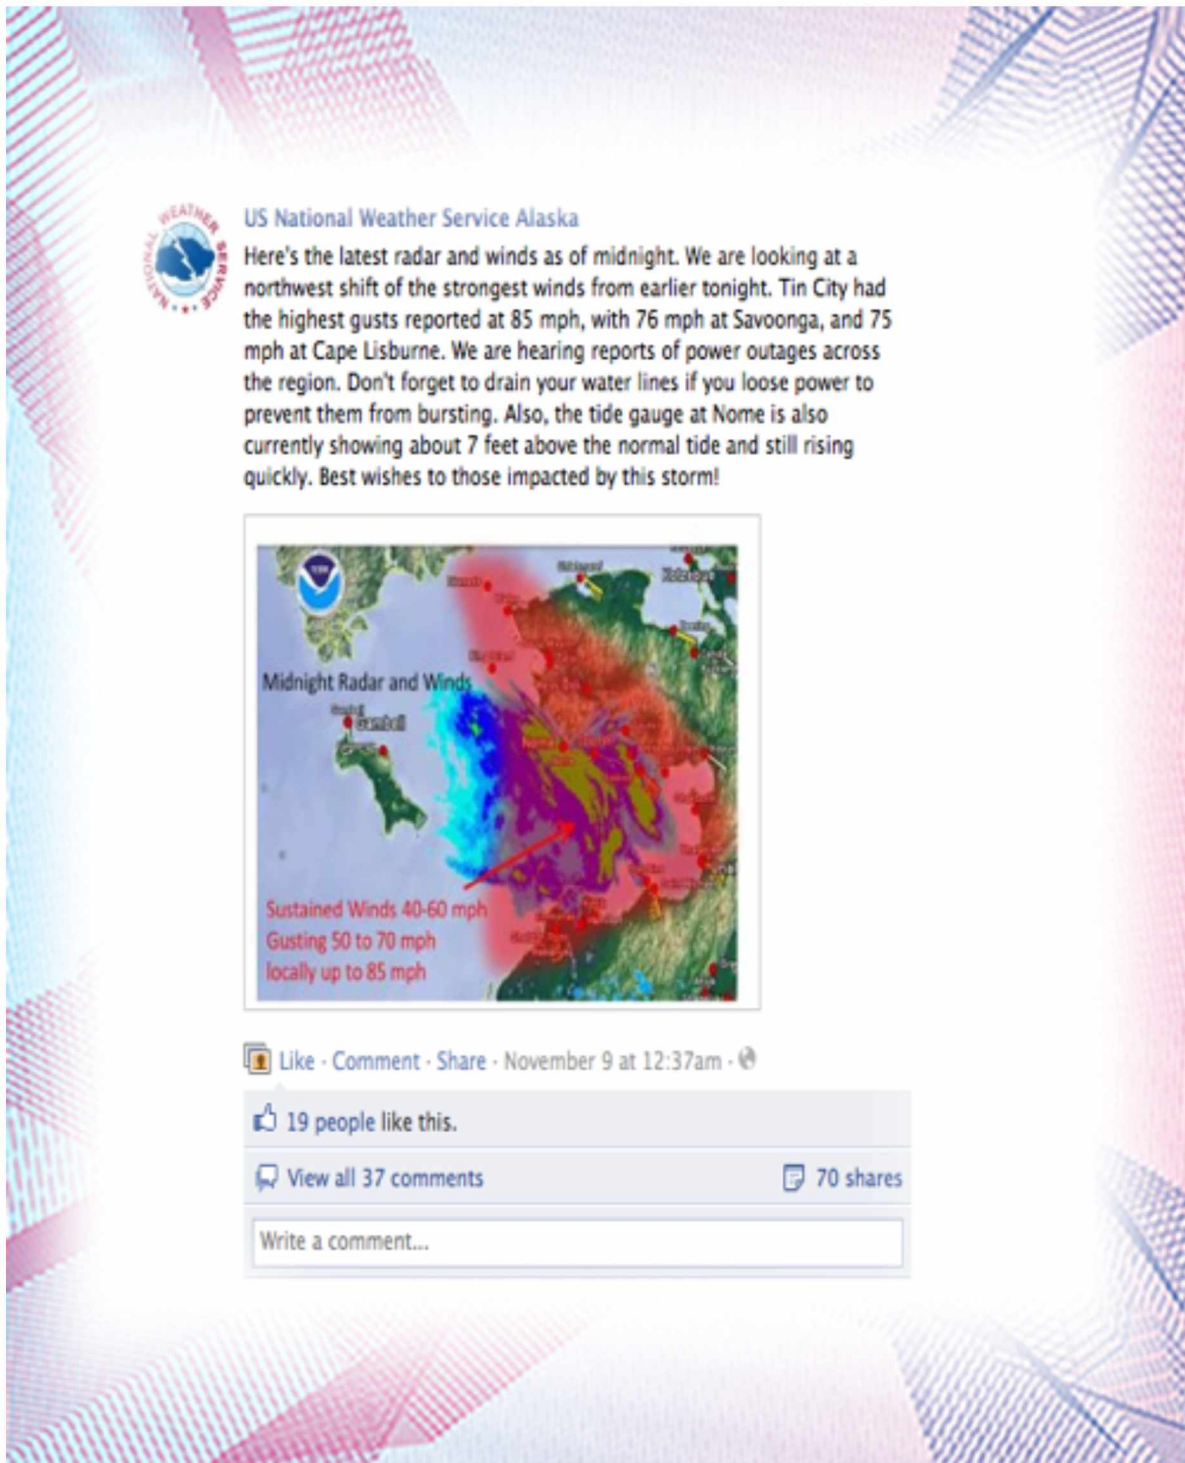 NATIONAL WEATHER SERVICE
US National Weather Service Alaska
Here's the latest radar and winds as of midnight. We are looking at a
northwest shift of the strongest winds from earlier tonight. Tin City had
the highest gusts reported at 85 mph, with 76 mph at Savoonga, and 75
mph at Cape Lisburne. We are hearing reports of power outages across
the region. Don't forget to drain your water lines if you loose power to
prevent them from bursting. Also, the tide gauge at Nome is also
currently showing about 7 feet above the normal tide and still rising
quickly. Best wishes to those impacted by this storm!
Midnight Radar and Winds
Gambell
Gambell
Nome
Sustained Winds 40-60 mph
Gusting 50 to 70 mph
locally up to 85 mph
Like · Comment · Share · November 9 at 12:37am ·
19 people like this.
View all 37 comments
70 shares
Write a comment...